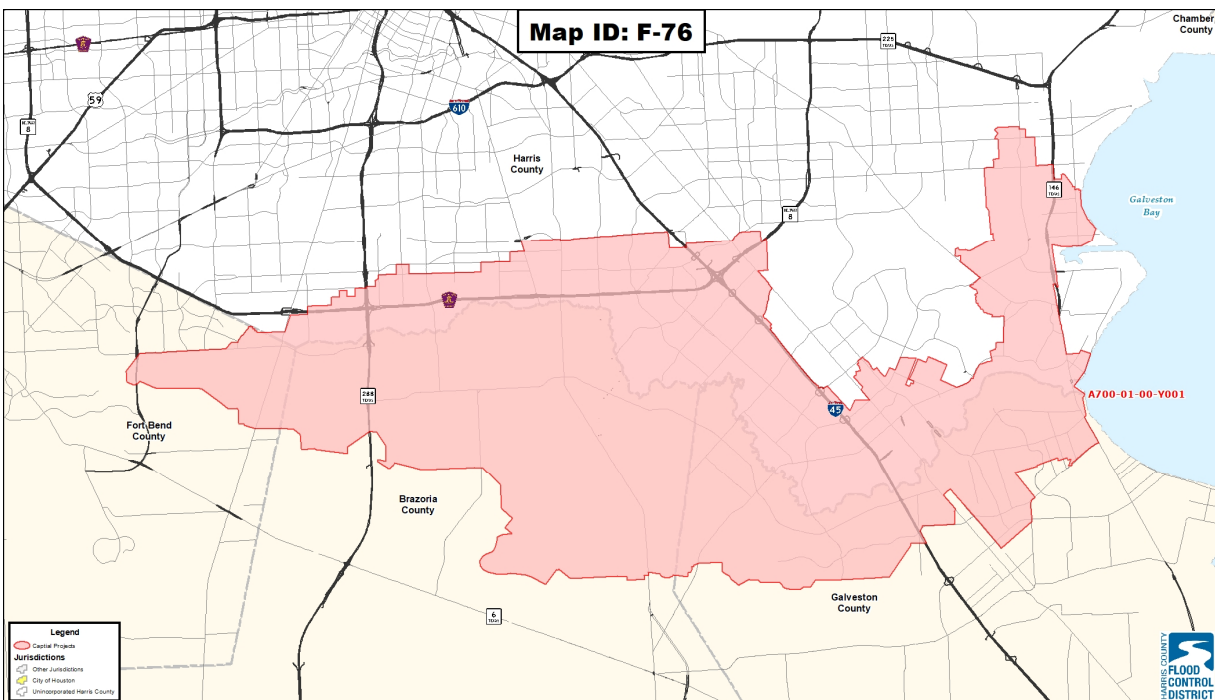 Map ID: F-76
Chamber
County
225
59
610
8
Harris
County
146
8
Galveston
Bay
288
45
A700-01-00-Y001
Fort Bend
County
Brazoria
County
6
Galveston
County
Legend
Captial Projects
Jurisdictions
Other Jurisdictions
City of Houston
Unincorporated Harris County
HARRIS COUNTY
FLOOD
CONTROL
DISTRICT